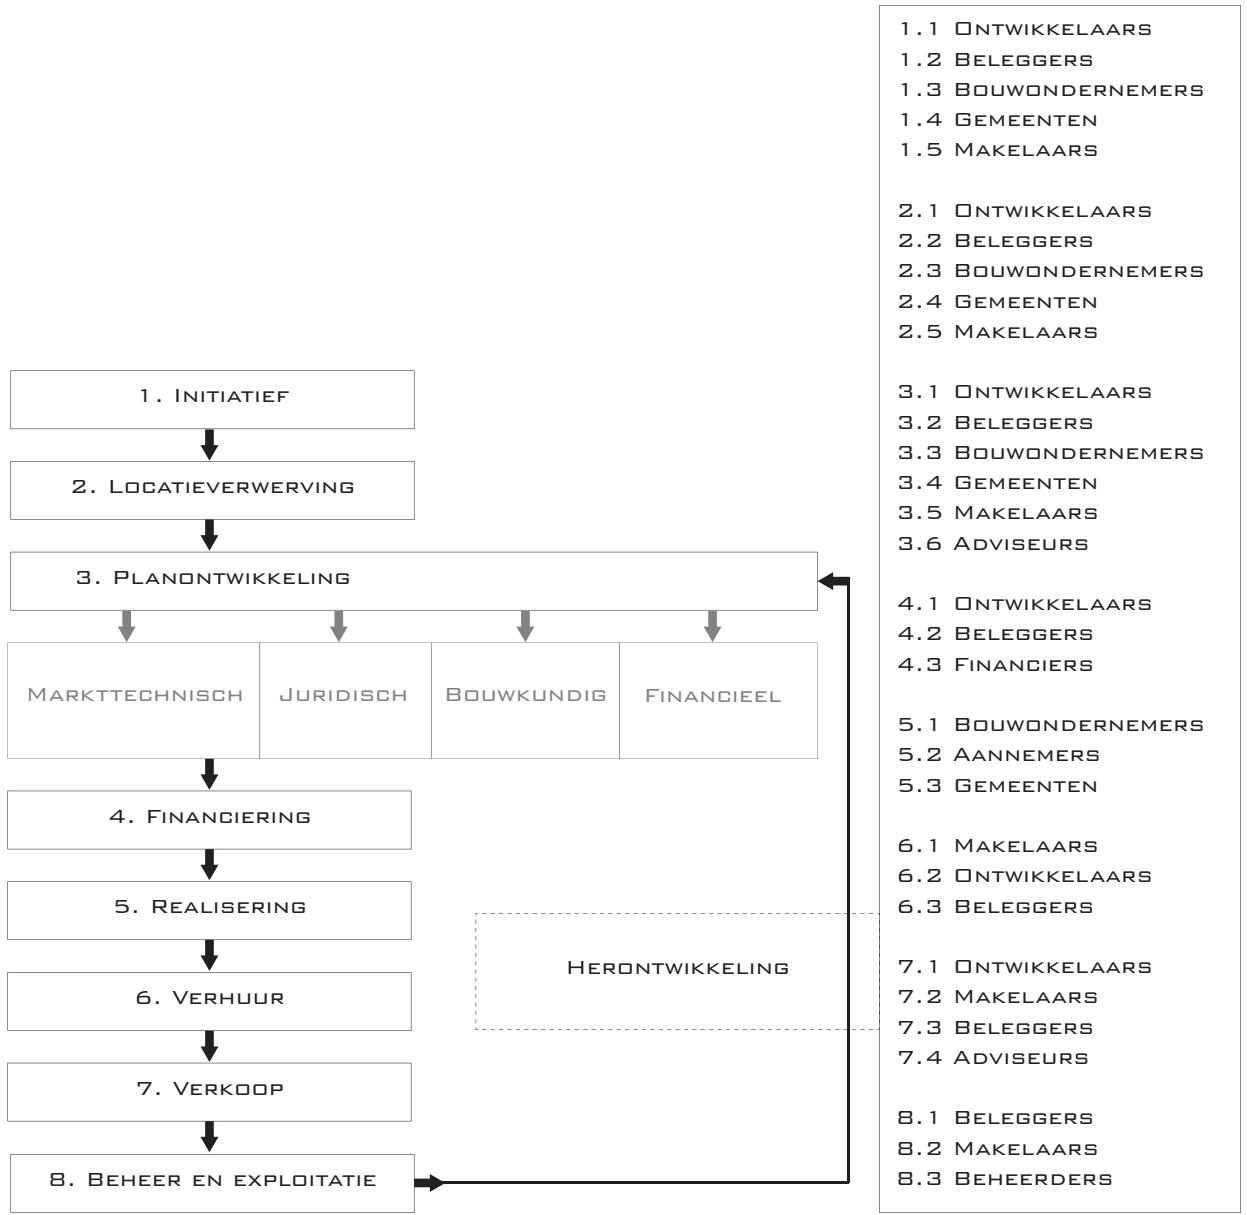 1. Initiatief
2. Locatieverwerving
3. Planontwikkeling
Markttechnisch
Juridisch
Bouwkundig
Financieel
4. Financiering
5. Realisering
6. Verhuur
7. Verkoop
8. Beheer en exploitatie
Herontwikkeling
1.1 Ontwikkelaars
1.2 Beleggers
1.3 Bouwondernemers
1.4 Gemeenten
1.5 Makelaars
2.1 Ontwikkelaars
2.2 Beleggers
2.3 Bouwondernemers
2.4 Gemeenten
2.5 Makelaars
3.1 Ontwikkelaars
3.2 Beleggers
3.3 Bouwondernemers
3.4 Gemeenten
3.5 Makelaars
3.6 Adviseurs
4.1 Ontwikkelaars
4.2 Beleggers
4.3 Financiers
5.1 Bouwondernemers
5.2 Aannemers
5.3 Gemeenten
6.1 Makelaars
6.2 Ontwikkelaars
6.3 Beleggers
7.1 Ontwikkelaars
7.2 Makelaars
7.3 Beleggers
7.4 Adviseurs
8.1 Beleggers
8.2 Makelaars
8.3 Beheerders